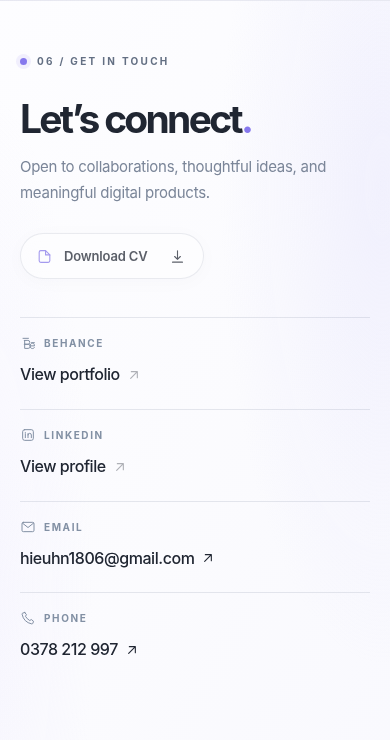 06 / GET IN TOUCH
Let’s connect.
Open to collaborations, thoughtful ideas, and
meaningful digital products.
Download CV
BEHANCE
View portfolio
LINKEDIN
View profile
EMAIL
hieuhn1806@gmail.com
PHONE
0378 212 997